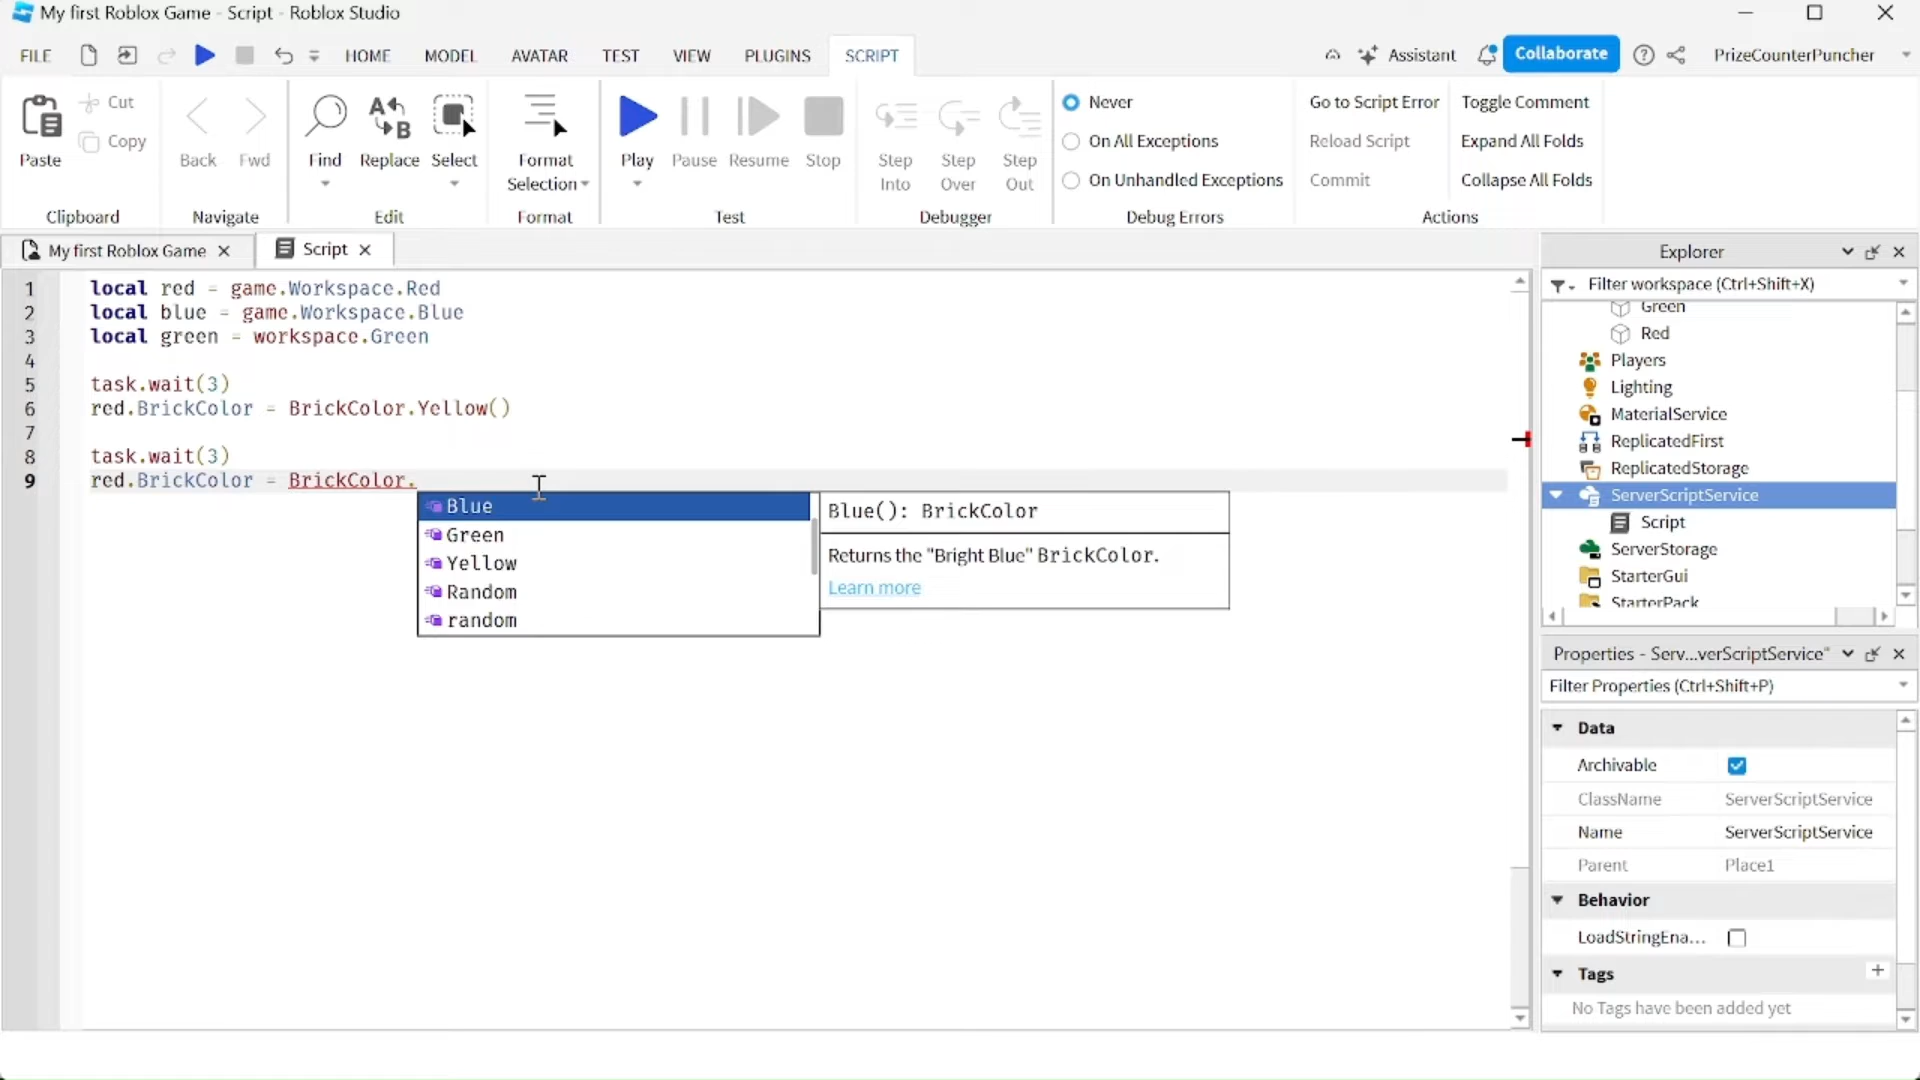 My first Roblox Game - Script - Roblox Studio
FILE HOME MODEL AVATAR TEST VIEW PLUGINS SCRIPT Assistant Collaborate PrizeCounterPuncher
Paste Cut Copy
Clipboard
Back Fwd
Navigate
Find Replace Select
Edit
Format Selection
Format
Play Pause Resume Stop
Test
Step Into Step Over Step Out
Debugger
Never
On All Exceptions
On Unhandled Exceptions
Debug Errors
Go to Script Error Toggle Comment
Reload Script Expand All Folds
Commit Collapse All Folds
Actions
My first Roblox Game Script
1 local red = game.Workspace.Red
2 local blue = game.Workspace.Blue
3 local green = workspace.Green
4
5 task.wait(3)
6 red.BrickColor = BrickColor.Yellow()
7
8 task.wait(3)
9 red.BrickColor = BrickColor.
Blue
Green
Yellow
Random
random
Blue(): BrickColor
Returns the "Bright Blue" BrickColor.
Learn more
Explorer
Filter workspace (Ctrl+Shift+X)
Green
Red
Players
Lighting
MaterialService
ReplicatedFirst
ReplicatedStorage
ServerScriptService
Script
ServerStorage
StarterGui
StarterPack
Properties - Serv...verScriptService"
Filter Properties (Ctrl+Shift+P)
Data
Archivable
ClassName ServerScriptService
Name ServerScriptService
Parent Place1
Behavior
LoadStringEna...
Tags
No Tags have been added yet